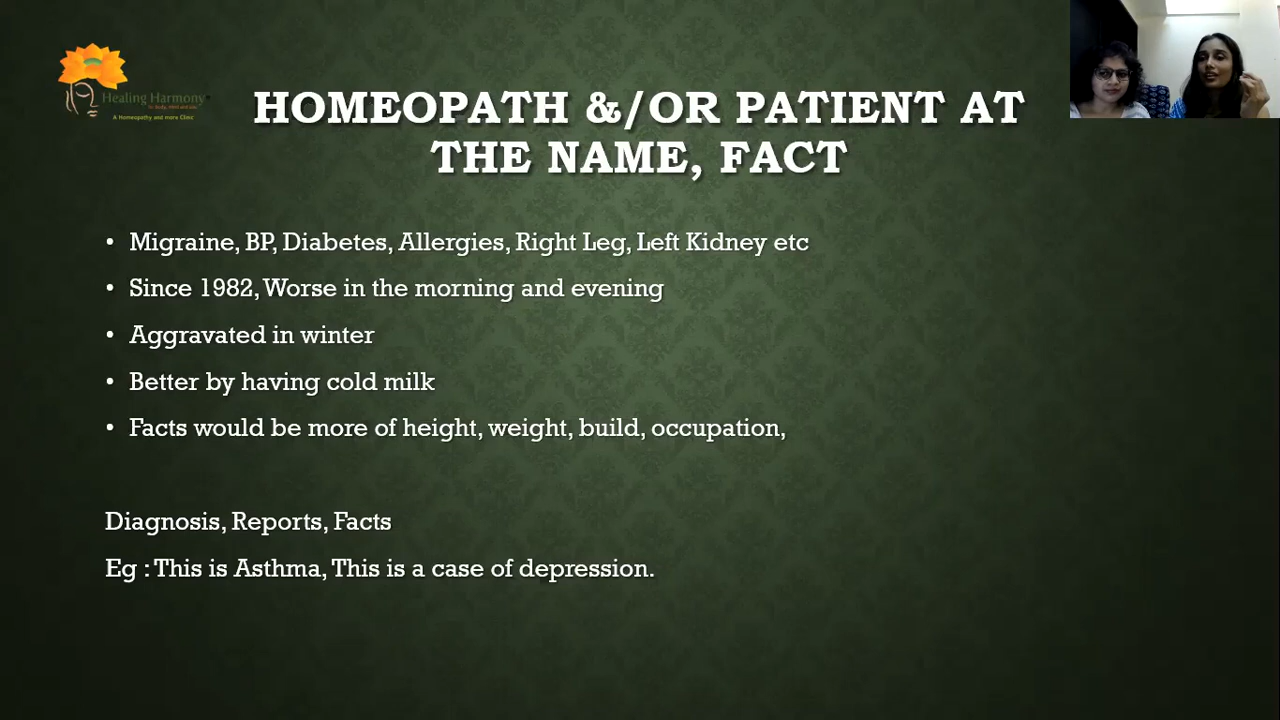 Healing Harmony
A Homeopathy and more Clinic
HOMEOPATH &/OR PATIENT AT
THE NAME, FACT
• Migraine, BP, Diabetes, Allergies, Right Leg, Left Kidney etc
• Since 1982, Worse in the morning and evening
• Aggravated in winter
• Better by having cold milk
• Facts would be more of height, weight, build, occupation,
Diagnosis, Reports, Facts
Eg : This is Asthma, This is a case of depression.